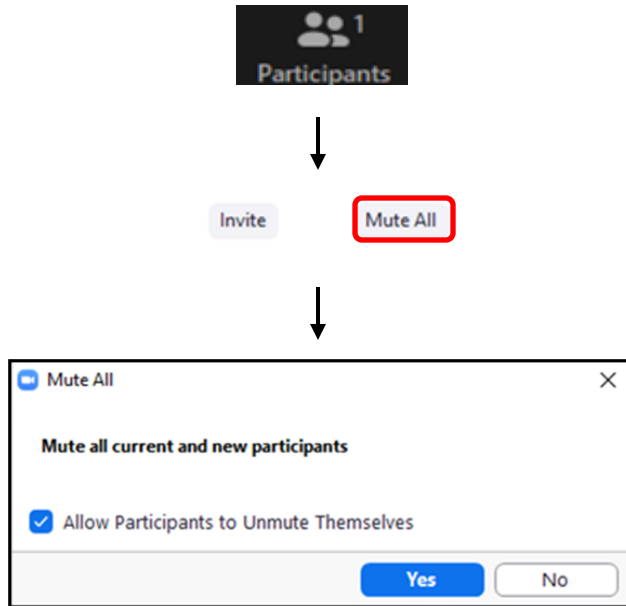 1
Participants
Invite
Mute All
Mute All
Mute all current and new participants
Allow Participants to Unmute Themselves
Yes
No